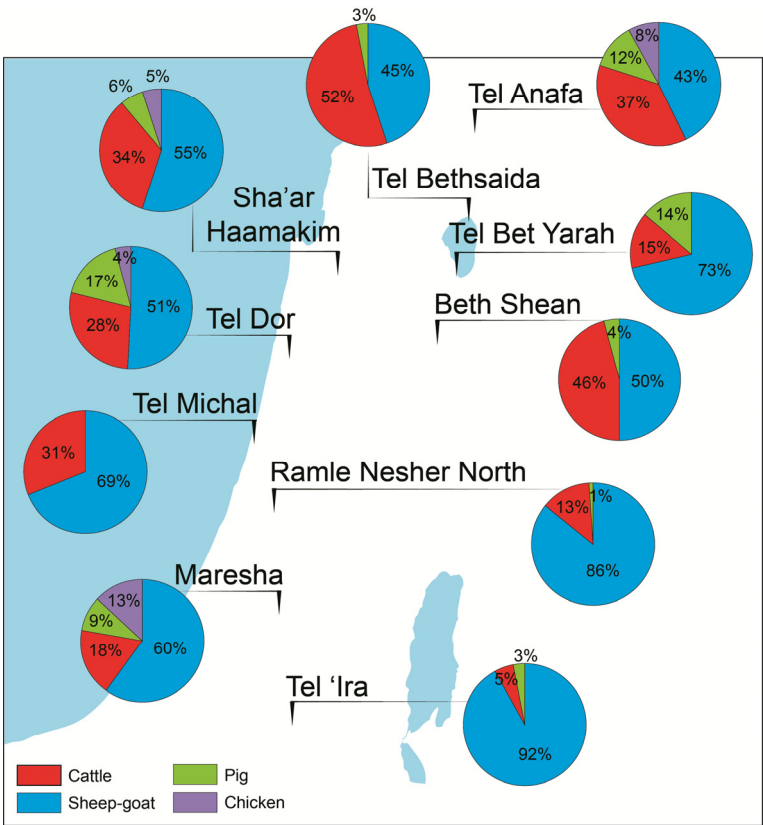 3%
45%
52%
8%
12%
43%
37%
Tel Anafa
5%
6%
34%
55%
Tel Bethsaida
Sha'ar
Haamakim
Tel Bet Yarah
14%
15%
73%
4%
17%
51%
28%
Tel Dor
Beth Shean
4%
46%
50%
Tel Michal
31%
69%
Ramle Nesher North
1%
13%
86%
Maresha
13%
9%
18%
60%
Tel ‘Ira
3%
5%
92%
Cattle
Pig
Sheep-goat
Chicken